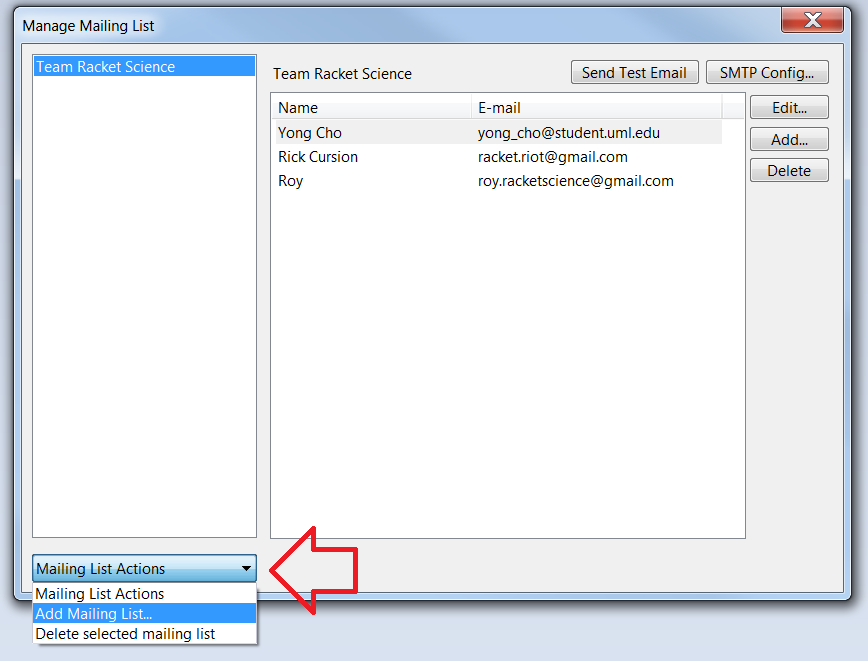 Manage Mailing List
Team Racket Science
Team Racket Science Send Test Email SMTP Config...
Name E-mail Edit...
Yong Cho yong_cho@student.uml.edu Add...
Rick Cursion racket.riot@gmail.com Delete
Roy roy.racketscience@gmail.com
Mailing List Actions
Mailing List Actions
Add Mailing List...
Delete selected mailing list